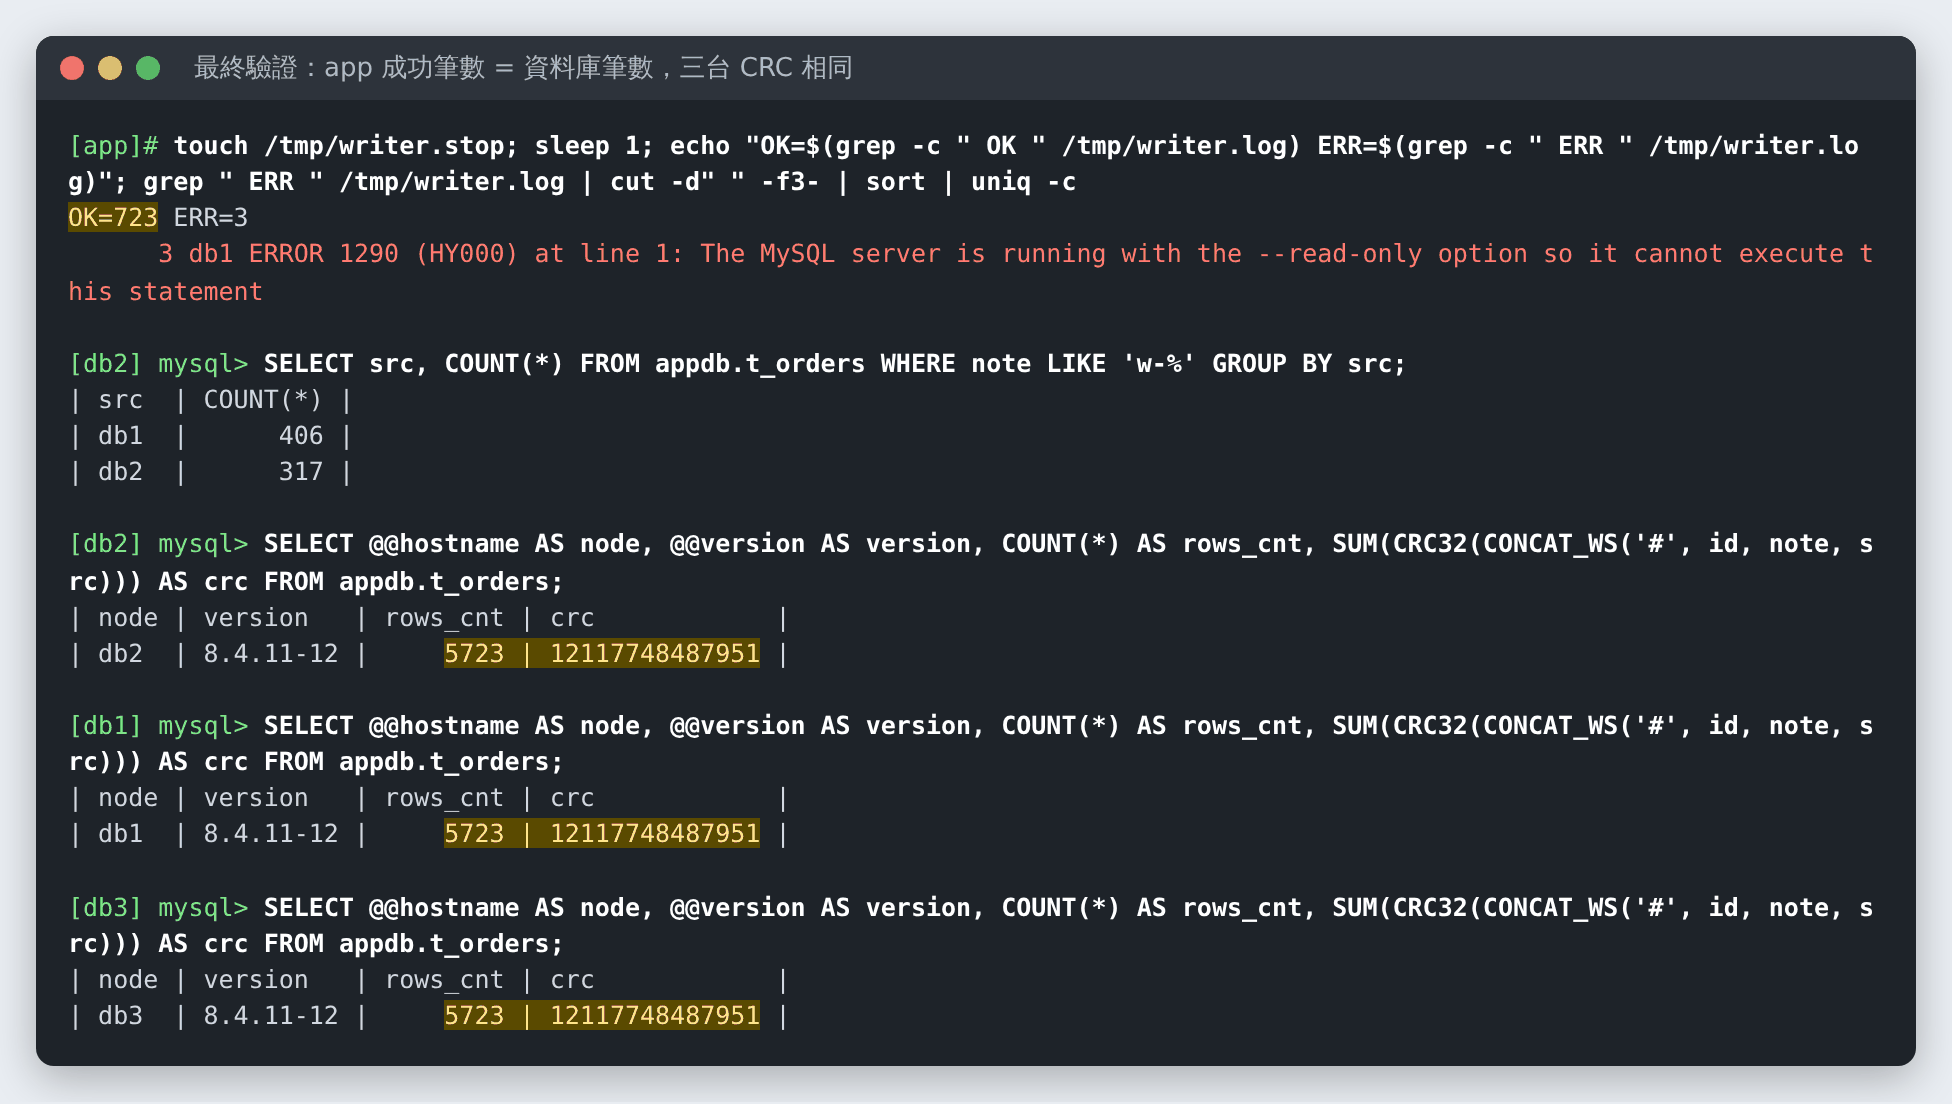 最終驗證：app 成功筆數 = 資料庫筆數，三台 CRC 相同
[app]# touch /tmp/writer.stop; sleep 1; echo "OK=$(grep -c " OK " /tmp/writer.log) ERR=$(grep -c " ERR " /tmp/writer.lo
g)"; grep " ERR " /tmp/writer.log | cut -d" " -f3- | sort | uniq -c
OK=723 ERR=3
      3 db1 ERROR 1290 (HY000) at line 1: The MySQL server is running with the --read-only option so it cannot execute t
his statement
[db2] mysql> SELECT src, COUNT(*) FROM appdb.t_orders WHERE note LIKE 'w-%' GROUP BY src;
| src  | COUNT(*) |
| db1  |      406 |
| db2  |      317 |
[db2] mysql> SELECT @@hostname AS node, @@version AS version, COUNT(*) AS rows_cnt, SUM(CRC32(CONCAT_WS('#', id, note, s
rc))) AS crc FROM appdb.t_orders;
| node | version   | rows_cnt | crc            |
| db2  | 8.4.11-12 |     5723 | 12117748487951 |
[db1] mysql> SELECT @@hostname AS node, @@version AS version, COUNT(*) AS rows_cnt, SUM(CRC32(CONCAT_WS('#', id, note, s
rc))) AS crc FROM appdb.t_orders;
| node | version   | rows_cnt | crc            |
| db1  | 8.4.11-12 |     5723 | 12117748487951 |
[db3] mysql> SELECT @@hostname AS node, @@version AS version, COUNT(*) AS rows_cnt, SUM(CRC32(CONCAT_WS('#', id, note, s
rc))) AS crc FROM appdb.t_orders;
| node | version   | rows_cnt | crc            |
| db3  | 8.4.11-12 |     5723 | 12117748487951 |